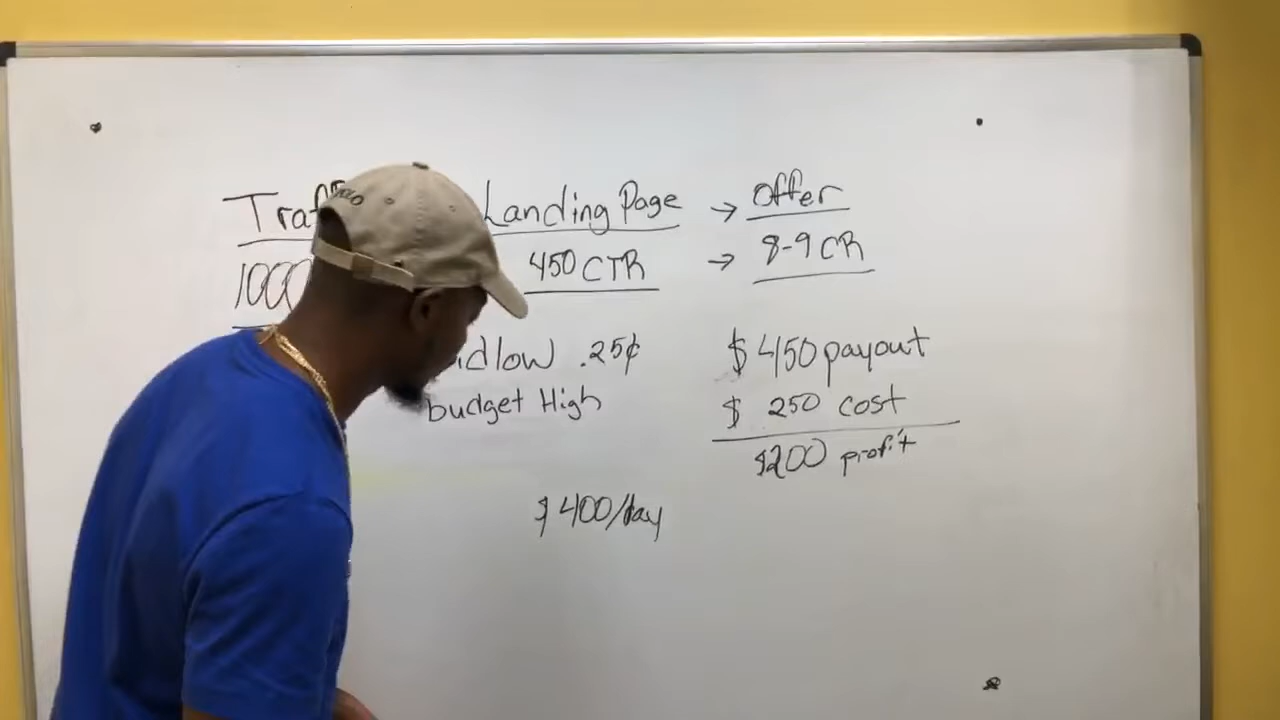 Landing Page → Offer
1000 450 CTR → 8-9 CR
low .25¢
budget High
$ 450 payout
$ 250 cost
$200 profit
$400/day